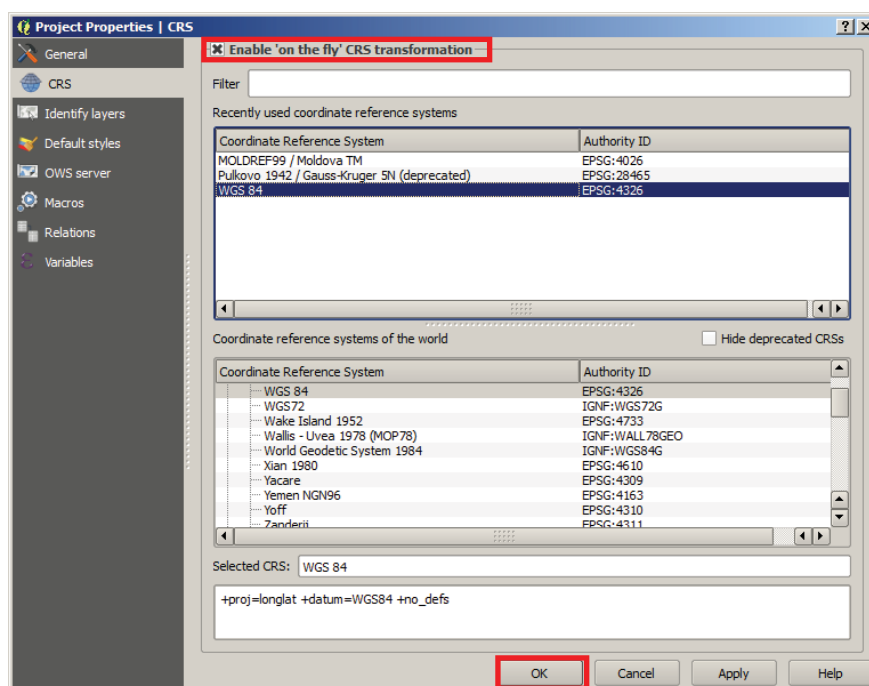 Project Properties | CRS
General
CRS
Identify layers
Default styles
OWS server
Macros
Relations
Variables
Enable 'on the fly' CRS transformation
Filter
Recently used coordinate reference systems
Coordinate Reference System Authority ID
MOLDREF99 / Moldova TM EPSG:4026
Pulkovo 1942 / Gauss-Kruger 5N (deprecated) EPSG:28465
WGS 84 EPSG:4326
Coordinate reference systems of the world Hide deprecated CRSs
Coordinate Reference System Authority ID
WGS 84 EPSG:4326
WGS72 IGNF:WGS72G
Wake Island 1952 EPSG:4733
Wallis - Uvea 1978 (MOP78) IGNF:WALL78GEO
World Geodetic System 1984 IGNF:WGS84G
Xian 1980 EPSG:4610
Yacare EPSG:4309
Yemen NGN96 EPSG:4163
Yoff EPSG:4310
Zanderij EPSG:4311
Selected CRS: WGS 84
+proj=longlat +datum=WGS84 +no_defs
OK Cancel Apply Help